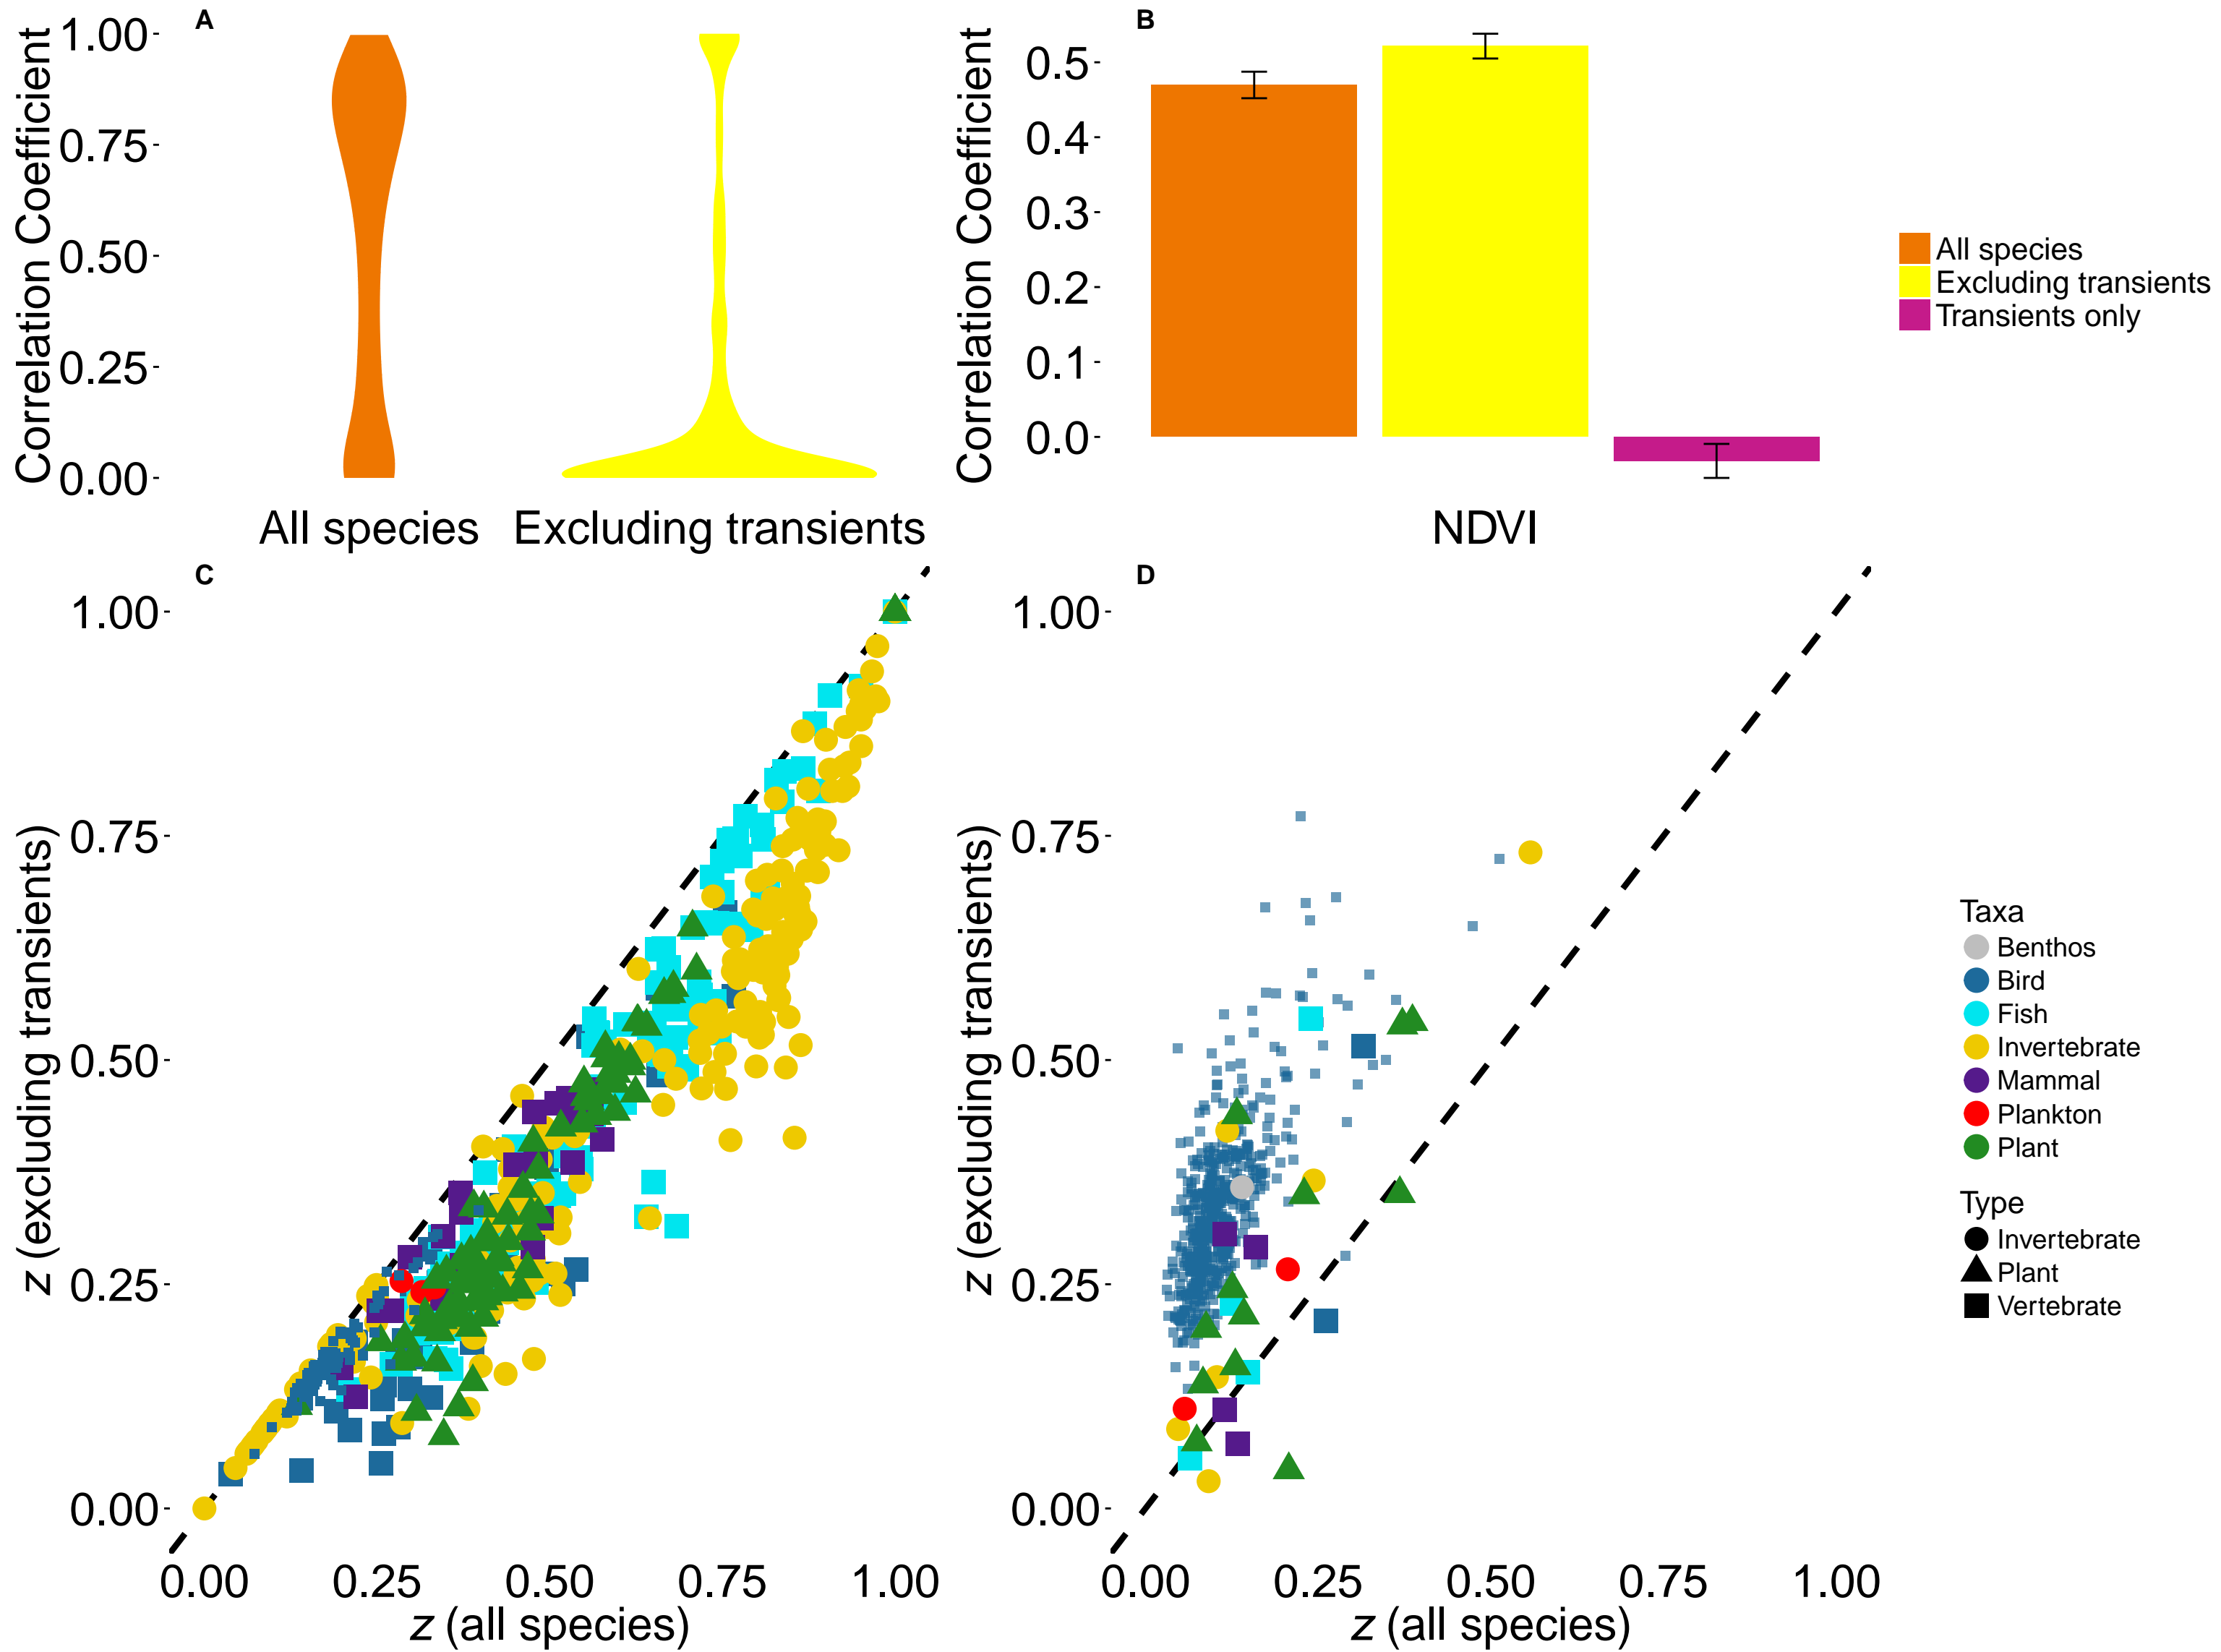 A
Correlation Coefficient
1.00
0.75
0.50
0.25
0.00
All species
Excluding transients
B
Correlation Coefficient
0.5
0.4
0.3
0.2
0.1
0.0
NDVI
All species
Excluding transients
Transients only
C
z (excluding transients)
1.00
0.75
0.50
0.25
0.00
0.00 0.25 0.50 0.75 1.00
z (all species)
D
z (excluding transients)
1.00
0.75
0.50
0.25
0.00
0.00 0.25 0.50 0.75 1.00
z (all species)
Taxa
Benthos
Bird
Fish
Invertebrate
Mammal
Plankton
Plant
Type
Invertebrate
Plant
Vertebrate